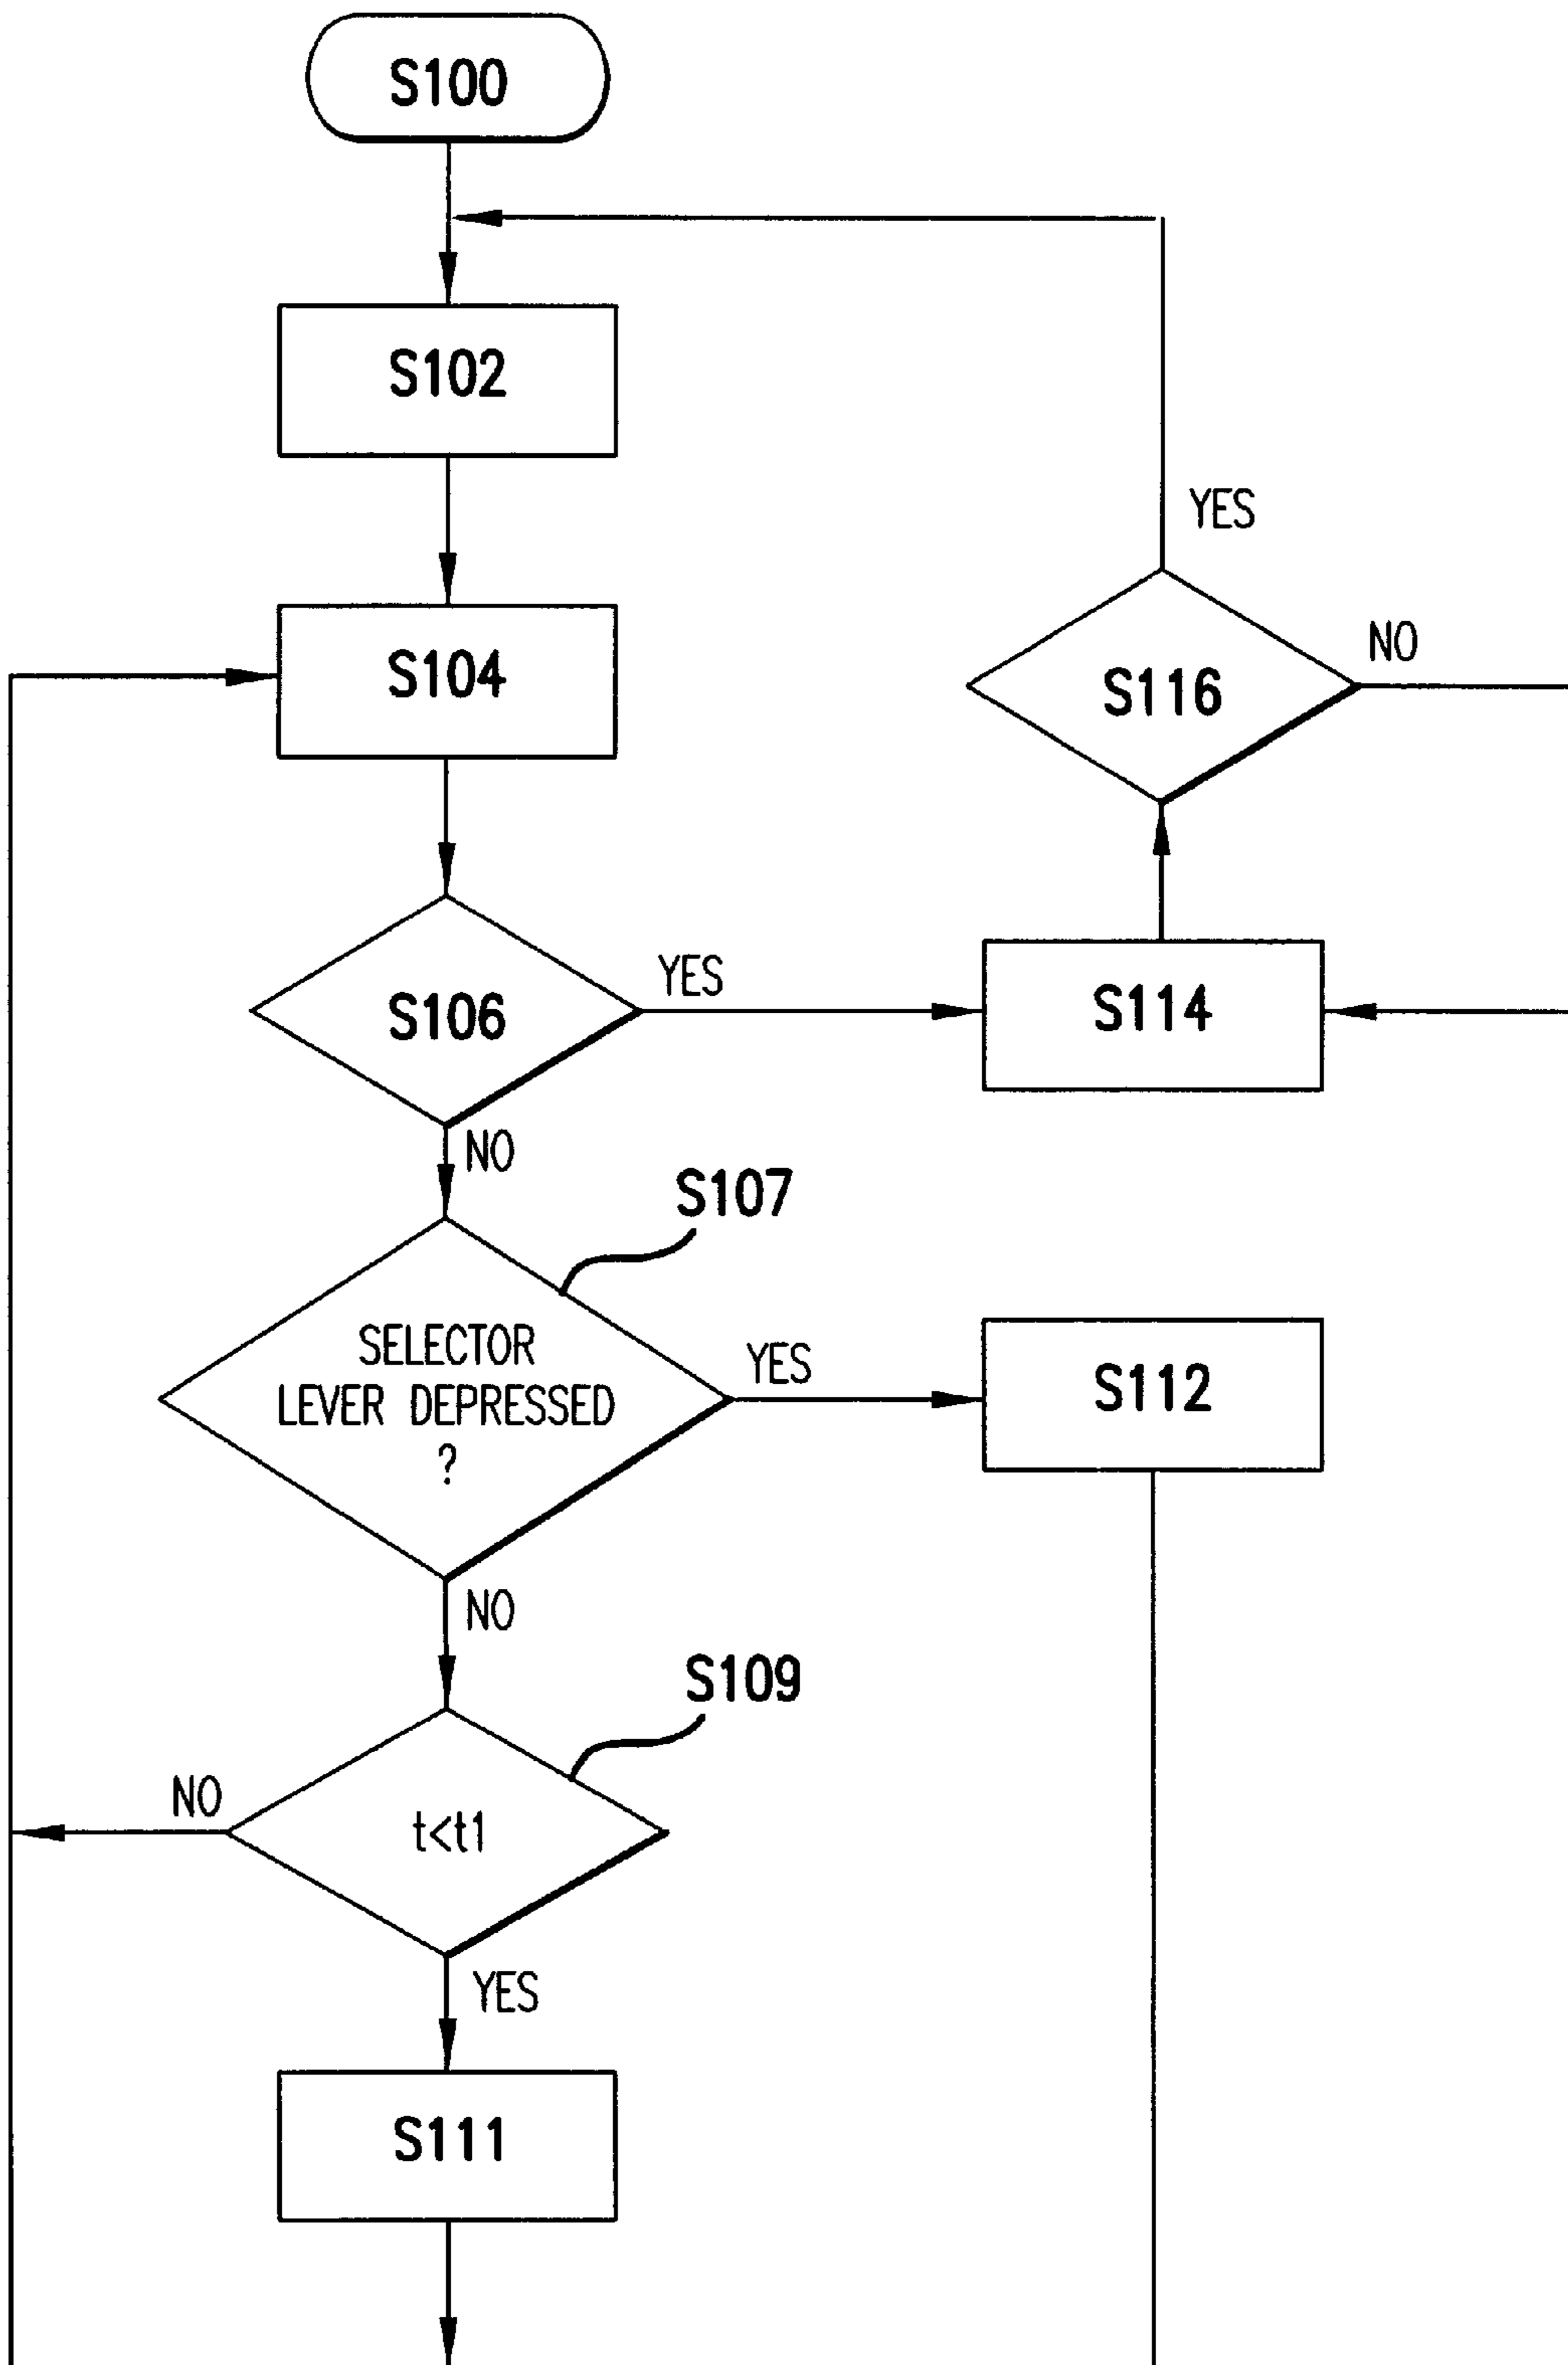 S100
S102
YES
S104
NO
S116
YES
S106
S114
NO
S107
SELECTOR
LEVER DEPRESSED
?
YES
S112
NO
S109
NO
t<t1
YES
S111